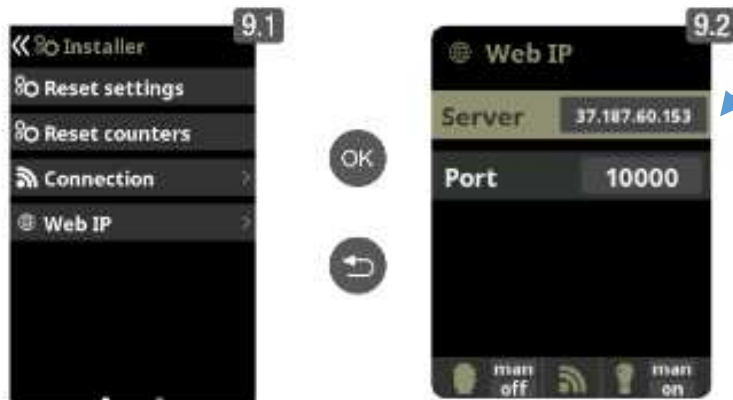 9.1
Installer
Reset settings
Reset counters
Connection
Web IP
OK
9.2
Web IP
Server 37.187.60.153
Port 10000
man off
man on